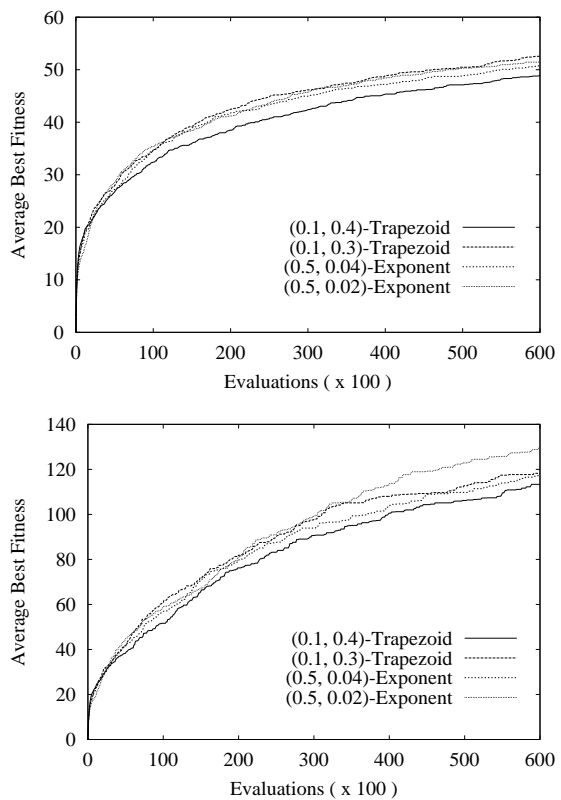 60
50
40
30
20
10
0
Average Best Fitness
(0.1, 0.4)-Trapezoid
(0.1, 0.3)-Trapezoid
(0.5, 0.04)-Exponent
(0.5, 0.02)-Exponent
0 100 200 300 400 500 600
Evaluations ( x 100 )
140
120
100
80
60
40
20
0
Average Best Fitness
(0.1, 0.4)-Trapezoid
(0.1, 0.3)-Trapezoid
(0.5, 0.04)-Exponent
(0.5, 0.02)-Exponent
0 100 200 300 400 500 600
Evaluations ( x 100 )